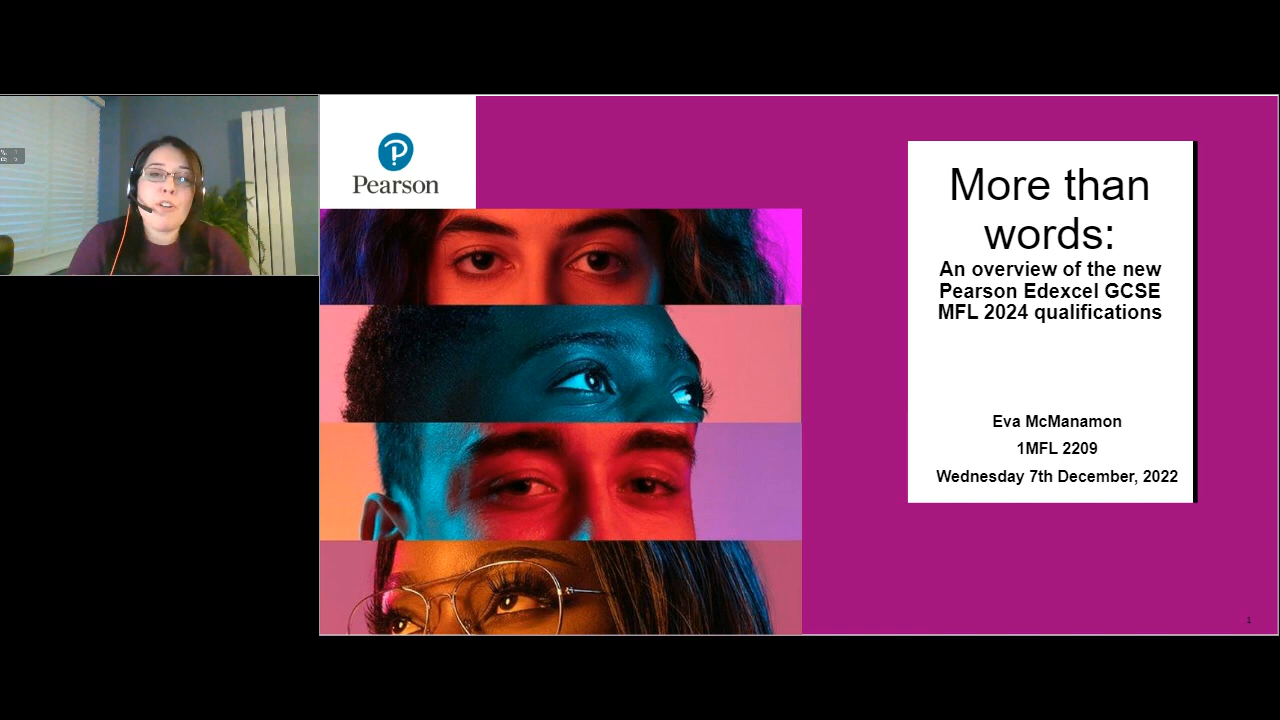 Pearson
More than
words:
An overview of the new
Pearson Edexcel GCSE
MFL 2024 qualifications
Eva McManamon
1MFL 2209
Wednesday 7th December, 2022
1